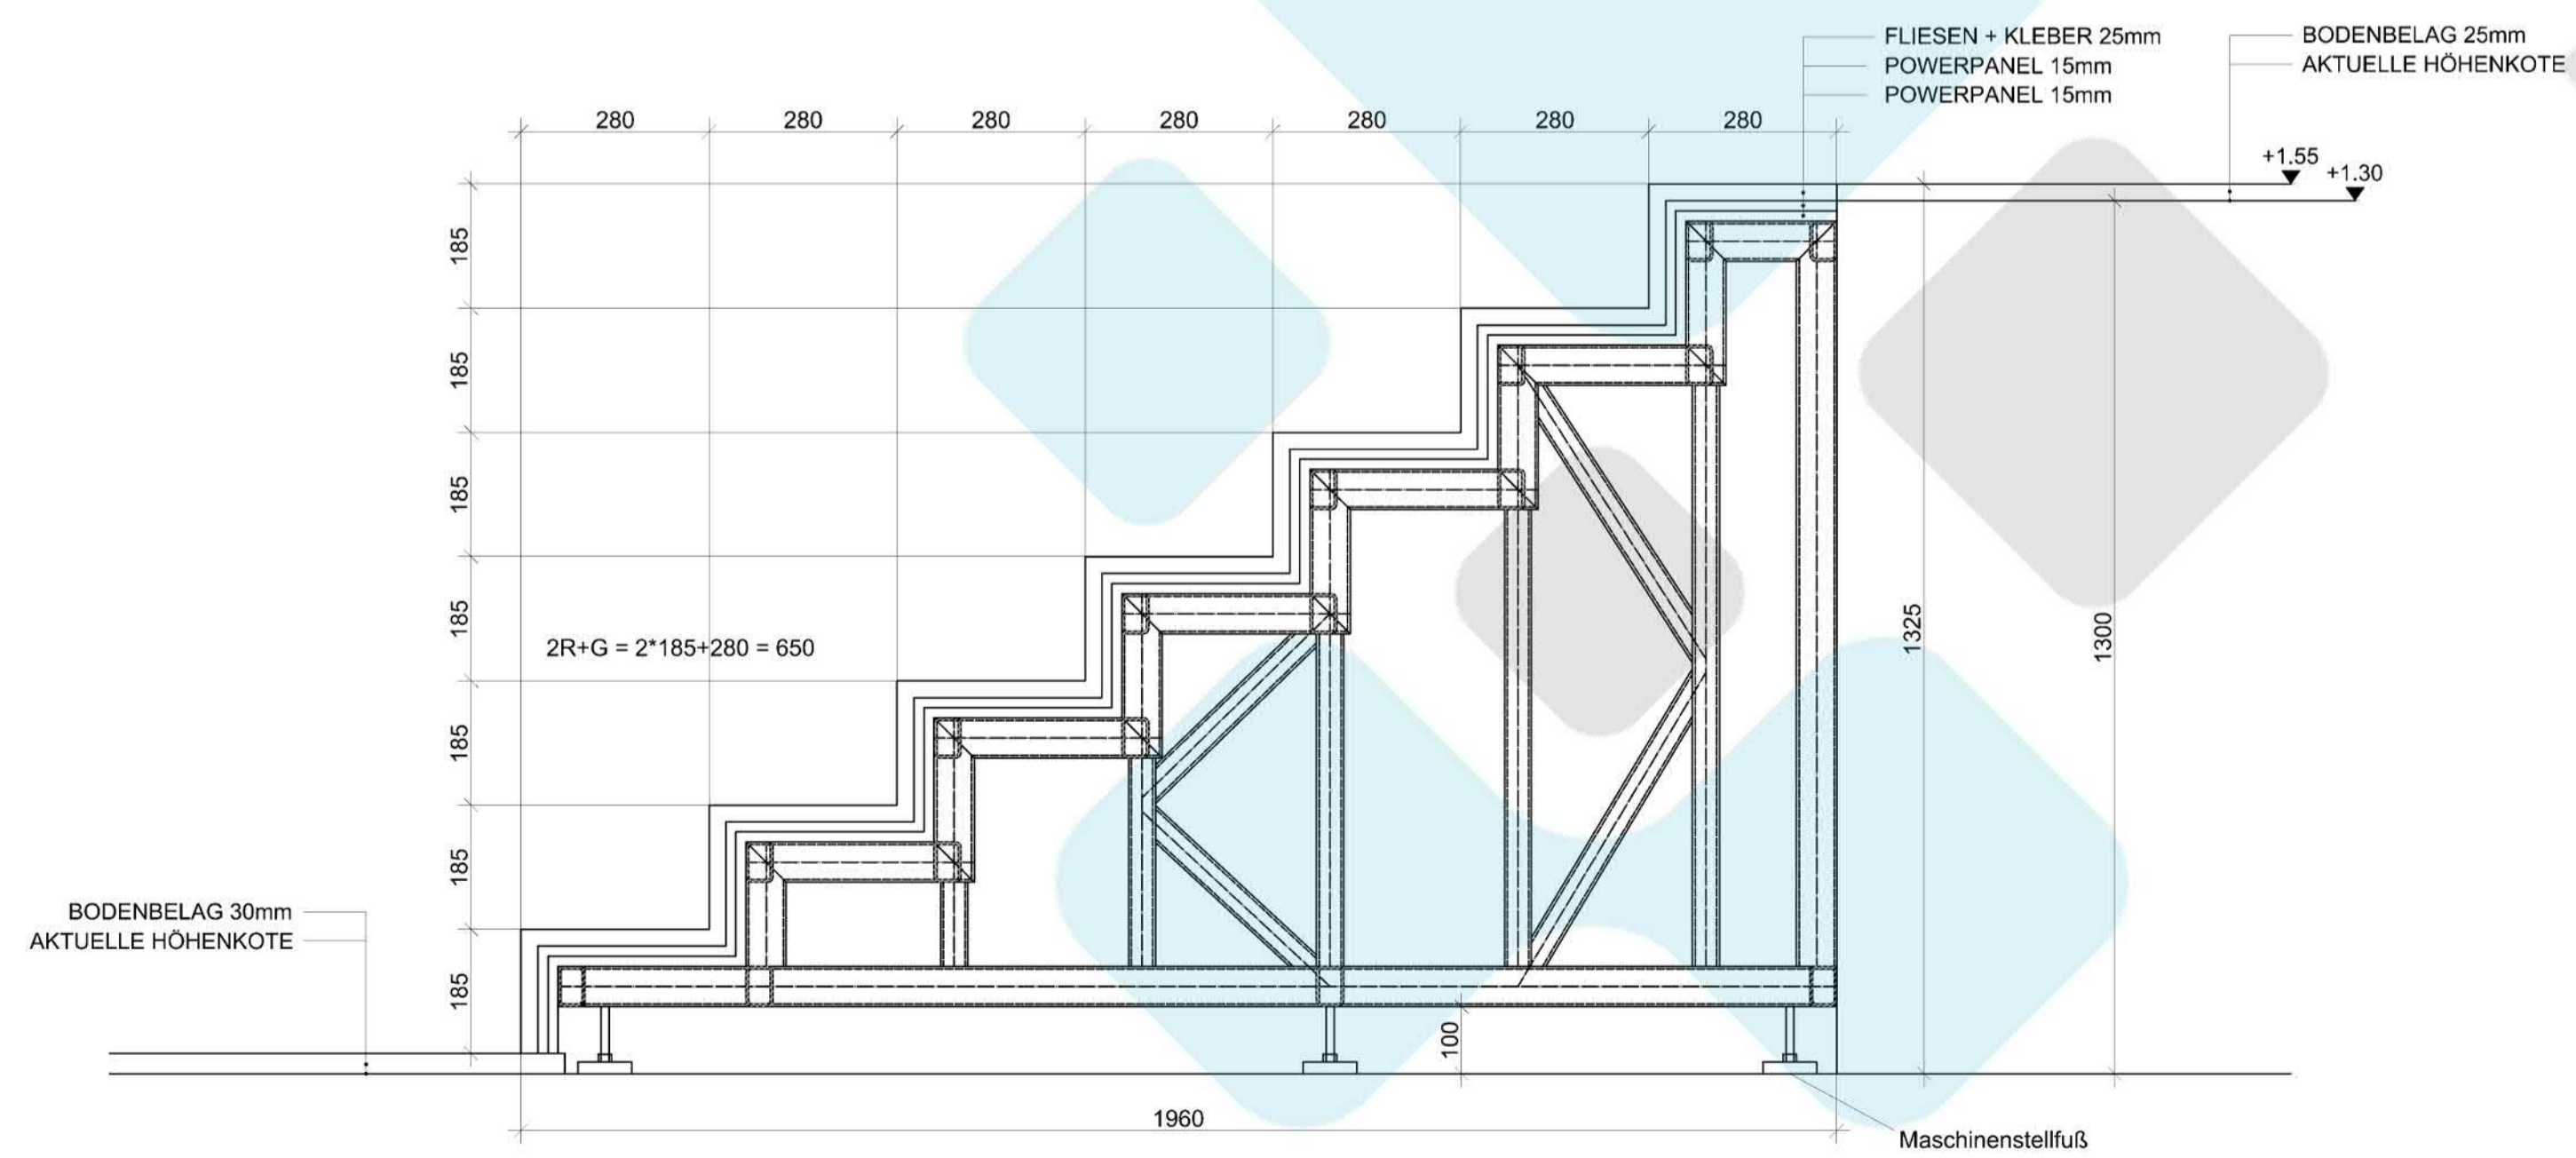 FLIESEN + KLEBER 25mm
POWERPANEL 15mm
POWERPANEL 15mm
BODENBELAG 25mm
AKTUELLE HÖHENKOTE
280
280
280
280
280
280
280
+1.55
+1.30
185
185
185
185
185
185
185
2R+G = 2*185+280 = 650
1325
1300
BODENBELAG 30mm
AKTUELLE HÖHENKOTE
100
1960
Maschinenstellfuß